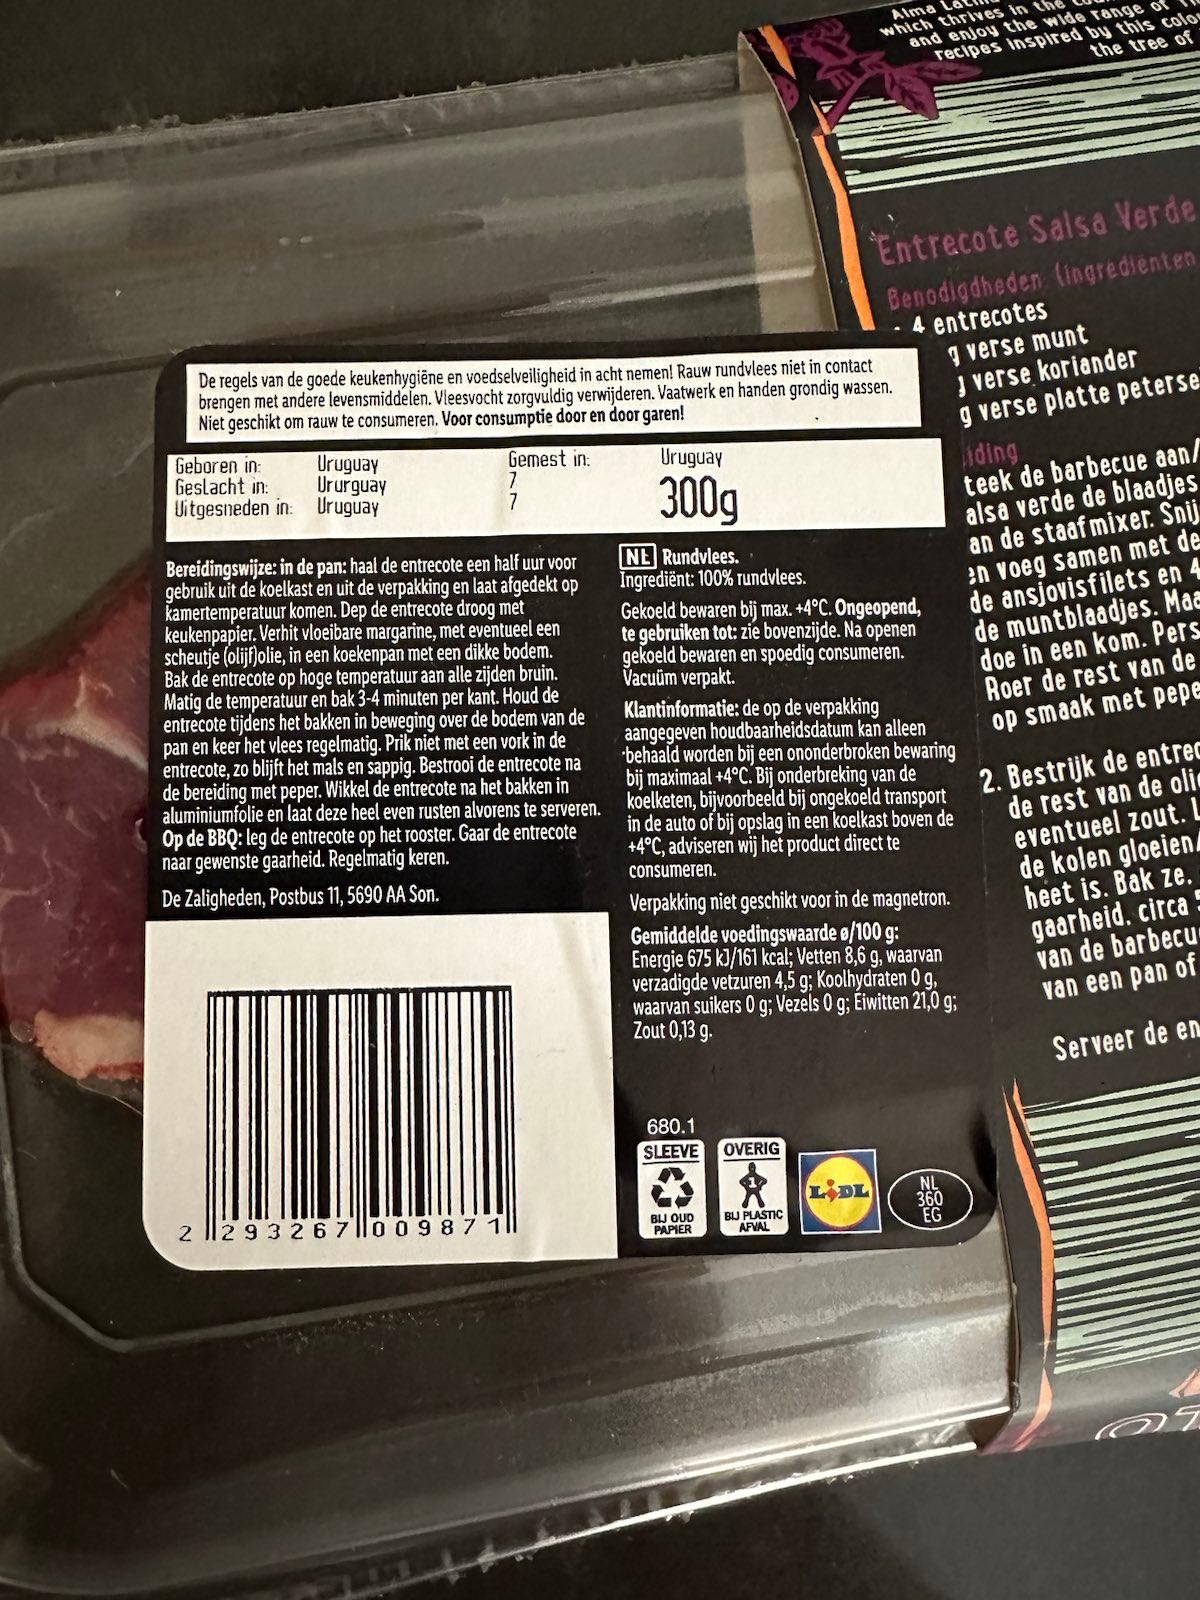 Alma Latina
which thrives in the
and enjoy the wide range of
recipes inspired by this
the tree of
Entrecote Salsa Verde
Benodigdheden (ingrediënten
· 4 entrecotes
g verse munt
g verse koriander
g verse platte peterse
iding
teek de barbecue aan/
alsa verde de blaadjes
an de staafmixer. Snij
en voeg samen met de
de ansjovisfilets en 4
de muntblaadjes. Maa
doe in een kom. Pers
Roer de rest van de
op smaak met pepe
2. Bestrijk de entrec
de rest van de oli
eventueel zout.
de kolen gloeien/
heet is. Bak ze.
gaarheid. circa 5
van de barbecu
van een pan of
Serveer de en
De regels van de goede keukenhygiëne en voedselveiligheid in acht nemen! Rauw rundvlees niet in contact
brengen met andere levensmiddelen. Vleesvocht zorgvuldig verwijderen. Vaatwerk en handen grondig wassen.
Niet geschikt om rauw te consumeren. Voor consumptie door en door garen!
Geboren in: Uruguay Gemest in: Uruguay
Geslacht in: Ururguay 7
Uitgesneden in: Uruguay 7
300g
Bereidingswijze: in de pan: haal de entrecote een half uur voor
gebruik uit de koelkast en uit de verpakking en laat afgedekt op
kamertemperatuur komen. Dep de entrecote droog met
keukenpapier. Verhit vloeibare margarine, met eventueel een
scheutje (olijf)olie, in een koekenpan met een dikke bodem.
Bak de entrecote op hoge temperatuur aan alle zijden bruin.
Matig de temperatuur en bak 3-4 minuten per kant. Houd de
entrecote tijdens het bakken in beweging over de bodem van de
pan en keer het vlees regelmatig. Prik niet met een vork in de
entrecote, zo blijft het mals en sappig. Bestrooi de entrecote na
de bereiding met peper. Wikkel de entrecote na het bakken in
aluminiumfolie en laat deze heel even rusten alvorens te serveren.
Op de BBQ: leg de entrecote op het rooster. Gaar de entrecote
naar gewenste gaarheid. Regelmatig keren.
De Zaligheden, Postbus 11, 5690 AA Son.
2 293267 009871
NL Rundvlees.
Ingrediënt: 100% rundvlees.
Gekoeld bewaren bij max. +4°C. Ongeopend,
te gebruiken tot: zie bovenzijde. Na openen
gekoeld bewaren en spoedig consumeren.
Vacuüm verpakt.
Klantinformatie: de op de verpakking
aangegeven houdbaarheidsdatum kan alleen
behaald worden bij een ononderbroken bewaring
bij maximaal +4°C. Bij onderbreking van de
koelketen, bijvoorbeeld bij ongekoeld transport
in de auto of bij opslag in een koelkast boven de
+4°C, adviseren wij het product direct te
consumeren.
Verpakking niet geschikt voor in de magnetron.
Gemiddelde voedingswaarde ø/100 g:
Energie 675 kJ/161 kcal; Vetten 8,6 g, waarvan
verzadigde vetzuren 4,5 g; Koolhydraten 0 g,
waarvan suikers 0 g; Vezels 0 g; Eiwitten 21,0 g;
Zout 0,13 g.
680.1
SLEEVE
BIJ OUD
PAPIER
OVERIG
1
BIJ PLASTIC
AFVAL
LIDL
NL
360
EG